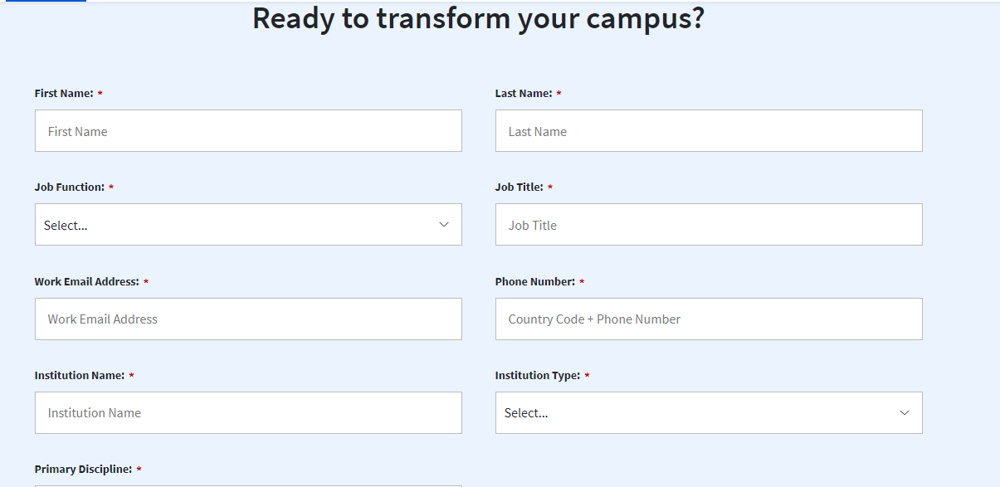 Ready to transform your campus?
First Name: *
Last Name: *
First Name
Last Name
Job Function: *
Job Title: *
Select...
Job Title
Work Email Address: *
Phone Number: *
Work Email Address
Country Code + Phone Number
Institution Name: *
Institution Type: *
Institution Name
Select...
Primary Discipline: *